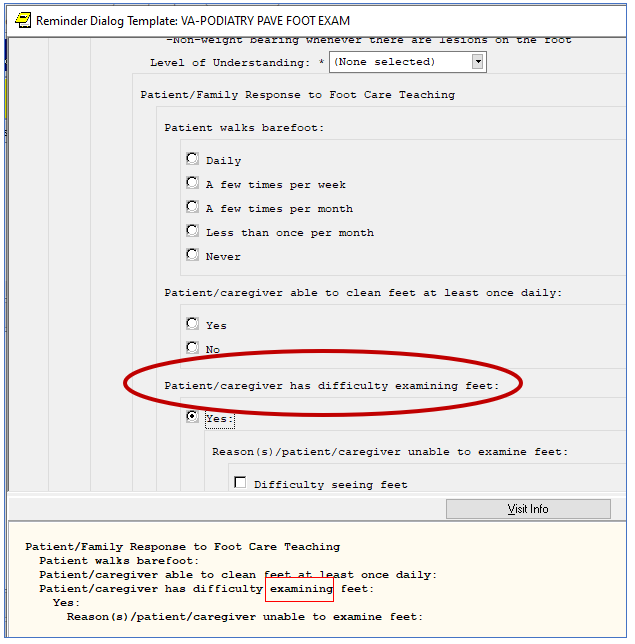 Reminder Dialog Template: VA-PODIATRY PAVE FOOT EXAM
-Non-weight bearing whenever there are lesions on the foot
Level of Understanding: * (None selected)
Patient/Family Response to Foot Care Teaching
Patient walks barefoot:
Daily
A few times per week
A few times per month
Less than once per month
Never
Patient/caregiver able to clean feet at least once daily:
Yes
No
Patient/caregiver has difficulty examining feet:
Yes:
Reason(s)/patient/caregiver unable to examine feet:
Difficulty seeing feet
Visit Info
Patient/Family Response to Foot Care Teaching
Patient walks barefoot:
Patient/caregiver able to clean feet at least once daily:
Patient/caregiver has difficulty examining feet:
Yes:
Reason(s)/patient/caregiver unable to examine feet: